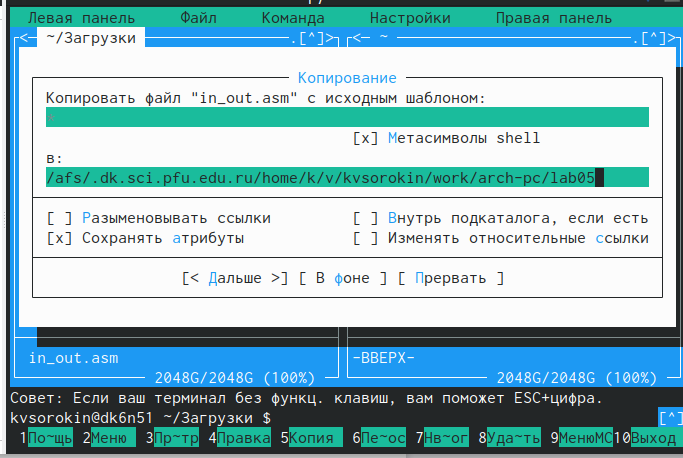 Левая панель Файл Команда Настройки Правая панель
<─ ~/Загрузки .[^]> <─ ~ .[^]>
Копирование
Копировать файл "in_out.asm" с исходным шаблоном:
*
[x] Метасимволы shell
в:
/afs/.dk.sci.pfu.edu.ru/home/k/v/kvsorokin/work/arch-pc/lab05
[ ] Разыменовывать ссылки [ ] Внутрь подкаталога, если есть
[x] Сохранять атрибуты [ ] Изменять относительные ссылки
[< Дальше >] [ В фоне ] [ Прервать ]
in_out.asm -ВВЕРХ-
2048G/2048G (100%) 2048G/2048G (100%)
Совет: Если ваш терминал без функц. клавиш, вам поможет ESC+цифра.
kvsorokin@dk6n51 ~/Загрузки $ [^]
1По~щь 2Меню 3Пр~тр 4Правка 5Копия 6Пе~ос 7Нв~ог 8Уда~ть 9МенюMC 10Выход